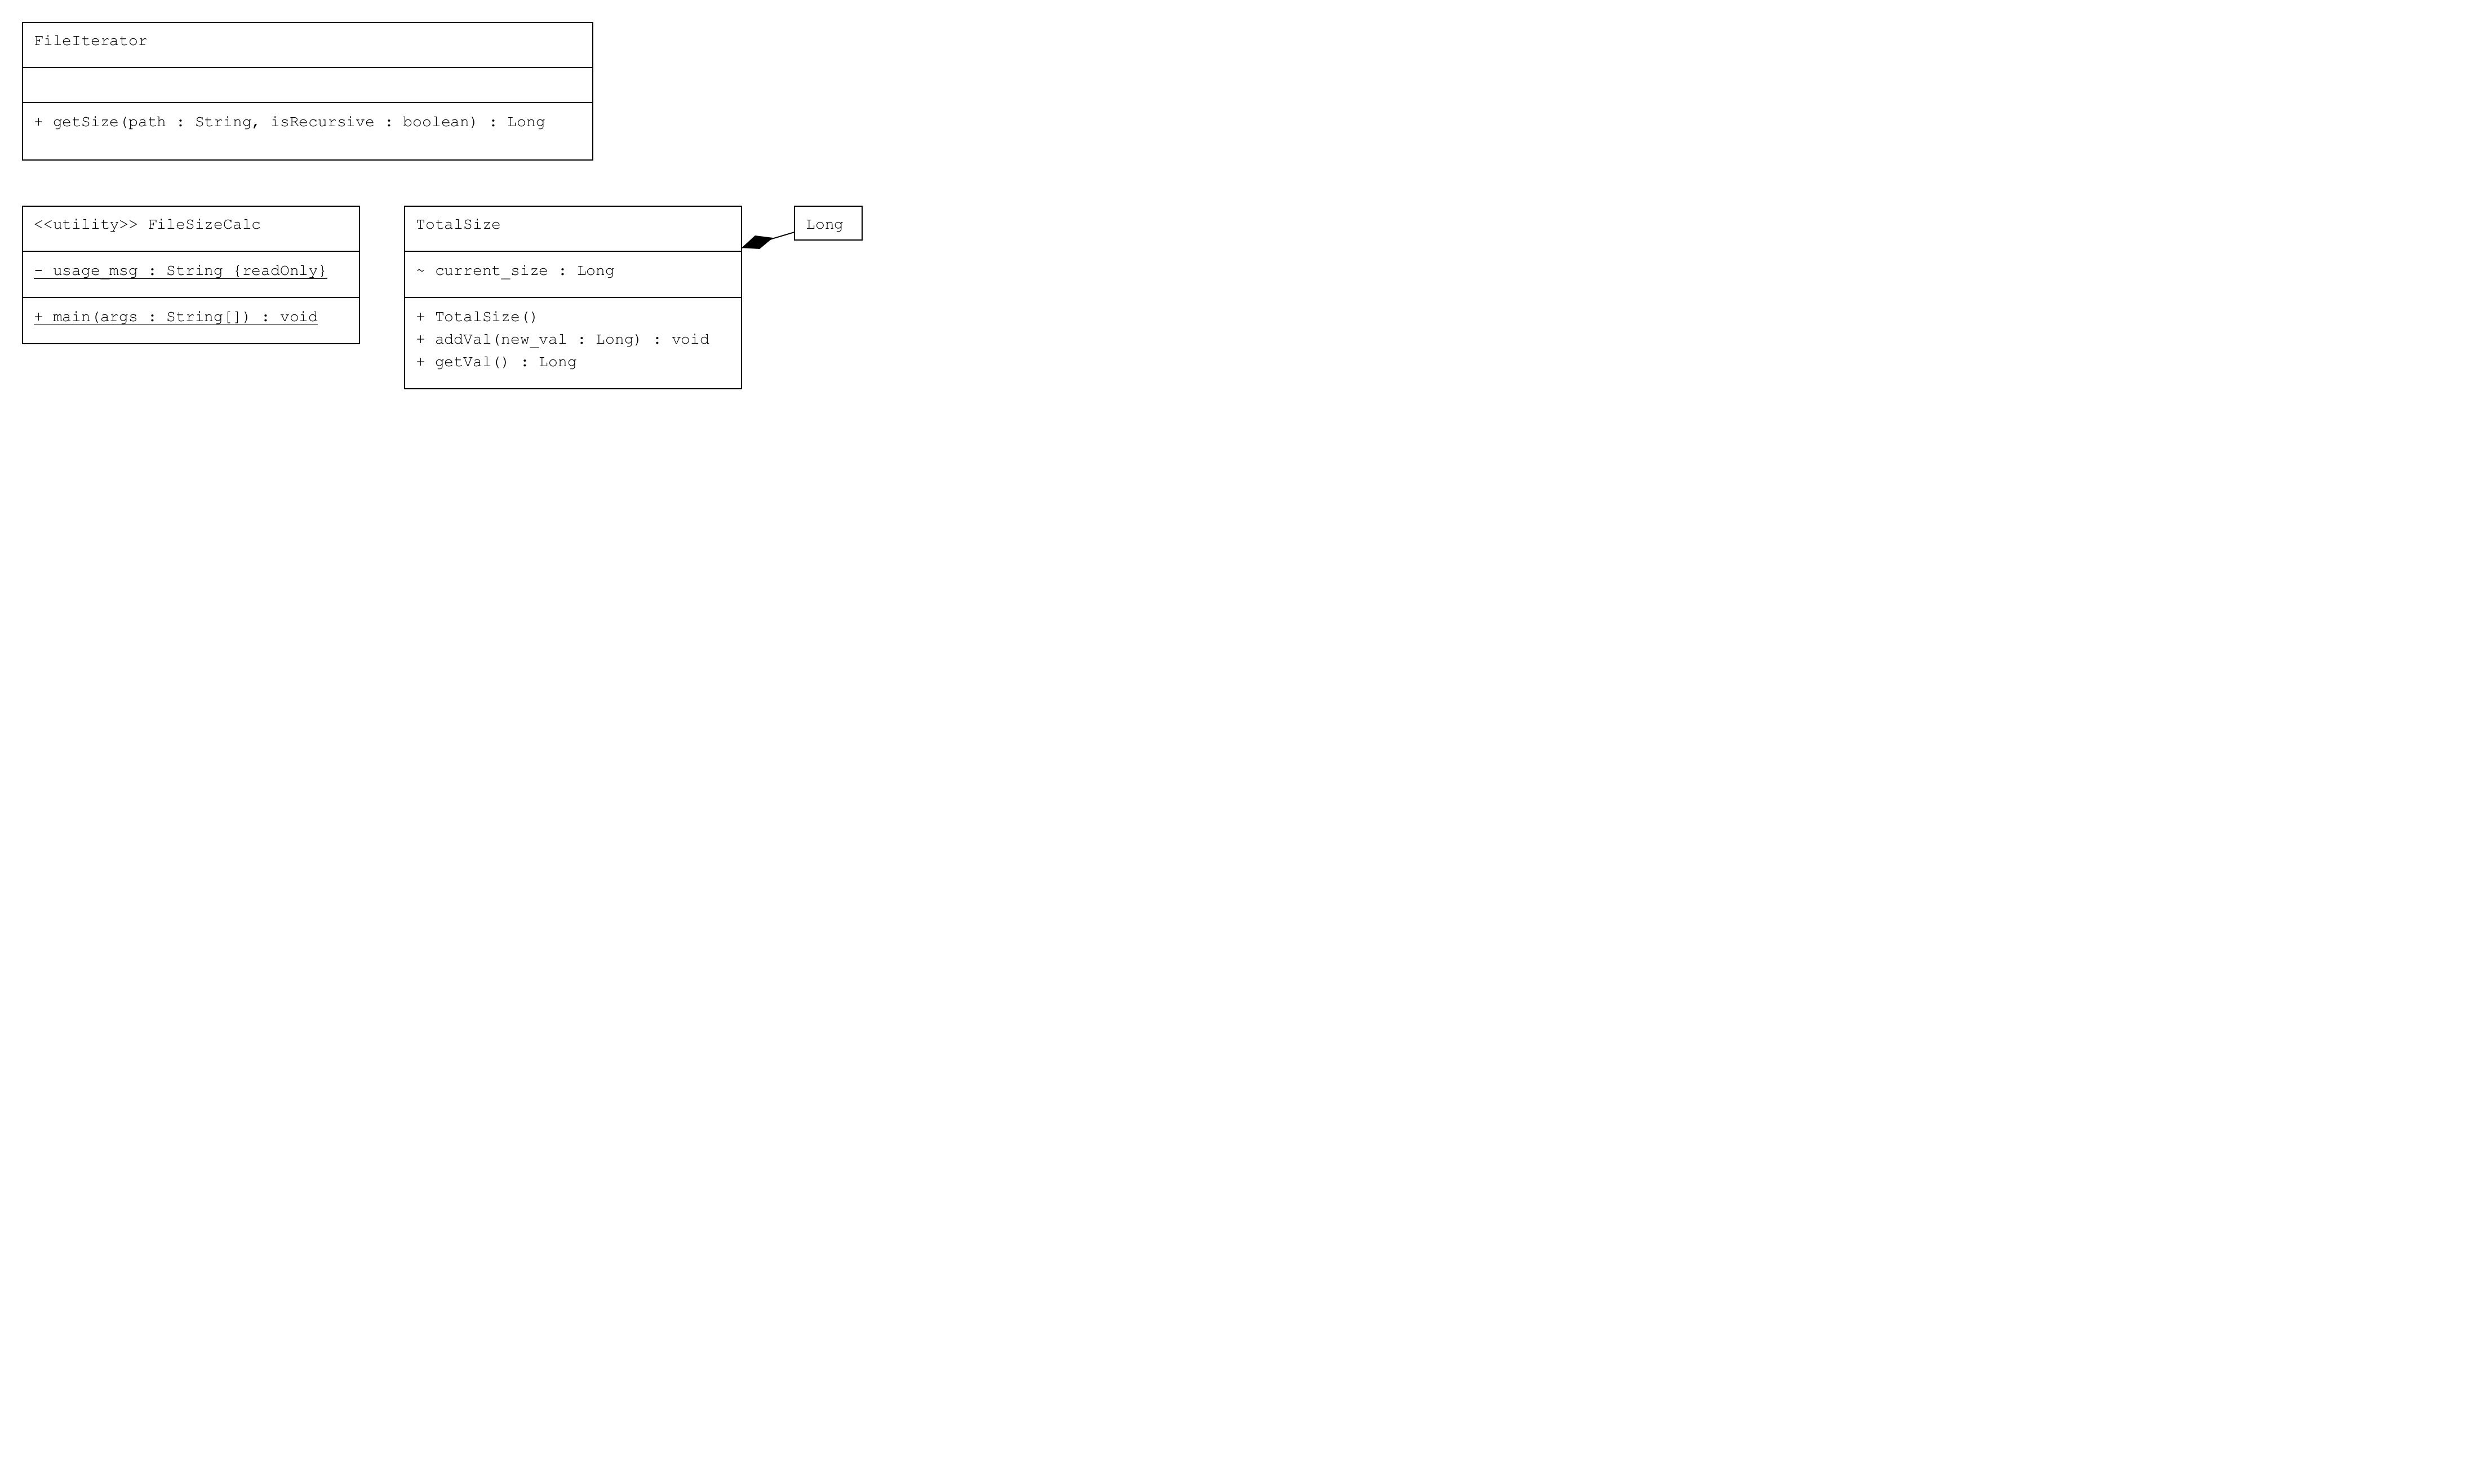 FileIterator
+ getSize(path : String, isRecursive : boolean) : Long
<<utility>> FileSizeCalc
- usage_msg : String {readOnly}
+ main(args : String[]) : void
TotalSize
~ current_size : Long
+ TotalSize()
+ addVal(new_val : Long) : void
+ getVal() : Long
Long